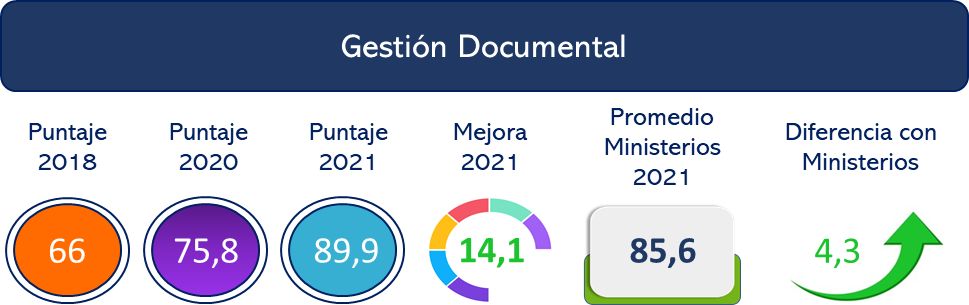 Gestión Documental
Puntaje
2018
66
Puntaje
2020
75,8
Puntaje
2021
89,9
Mejora
2021
14,1
Promedio
Ministerios
2021
85,6
Diferencia con
Ministerios
4,3